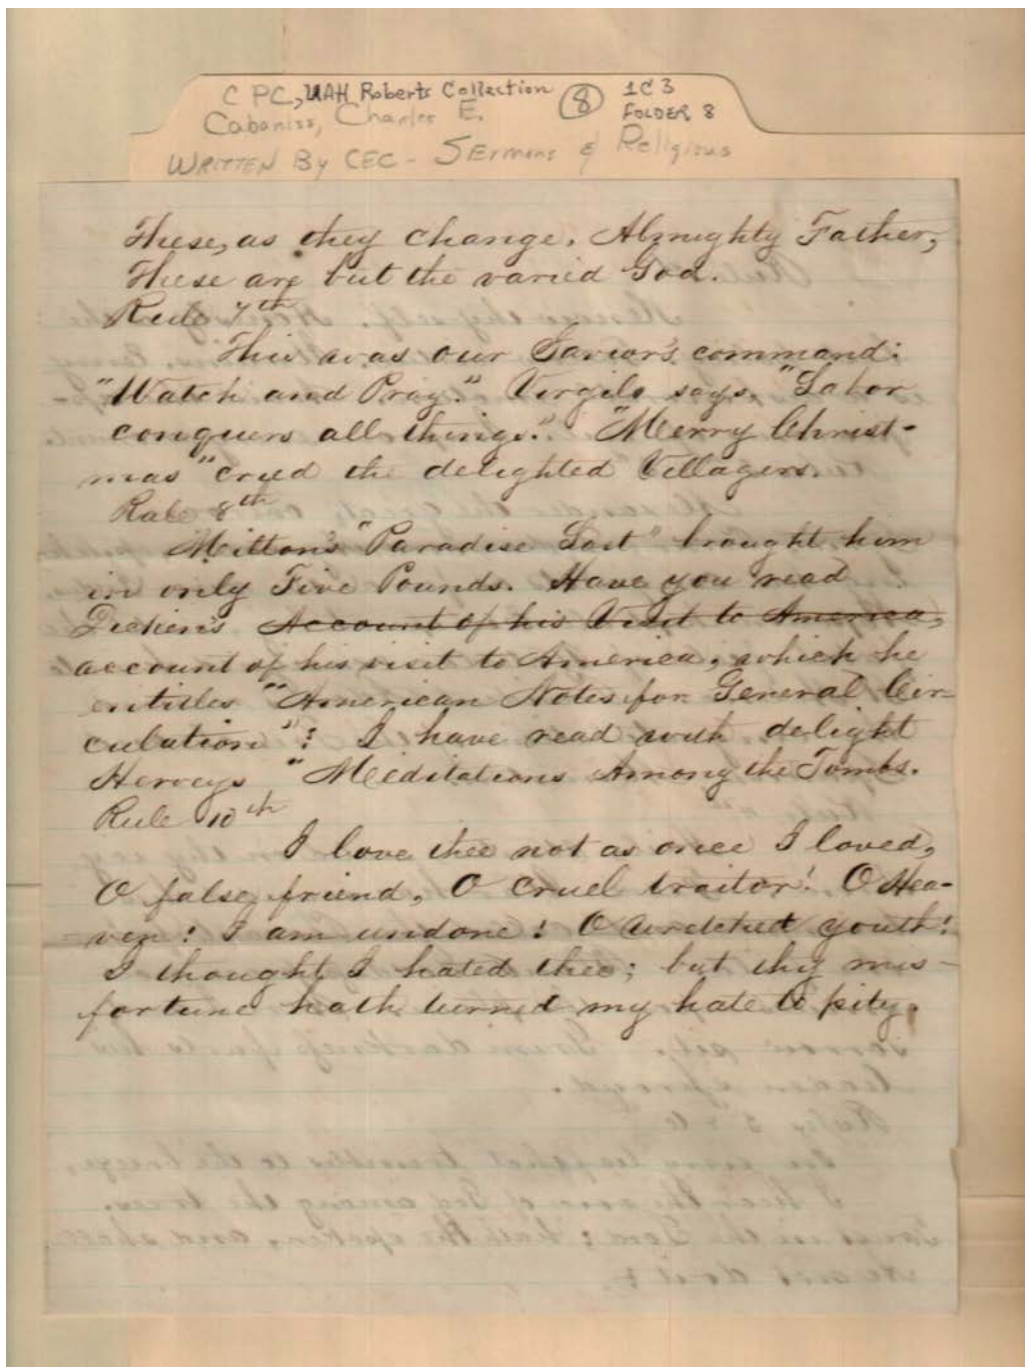 C PC, UAH Roberts Collection 8 1C3
Cabaniss, Charles E. FOLDER 8
WRITTEN By CEC - SErmons & Religious
These, as they change, Almighty Father,
These are but the varied God.
Rule 7th
This was our Savior's command:
"Watch and Pray." Virgils says, "Labor
conquers all things." "Merry Christ-
mas" cried the delighted Villagers.
Rule 8th
Milton's "Paradise Lost" brought him
in only Five Pounds. Have you read
Dicken's Account of his Visit to America,
account of his visit to America, which he
entitles "American Notes for General Cir-
culation"? I have read with delight
Herveys "Meditations Among the Tombs.
Rule 10th
I love thee not as once I loved,
O false friend, O cruel traitor! O Hea-
ven! I am undone! O wretched youth!
I thought I hated thee; but thy mis-
fortune hath turned my hate to pity.